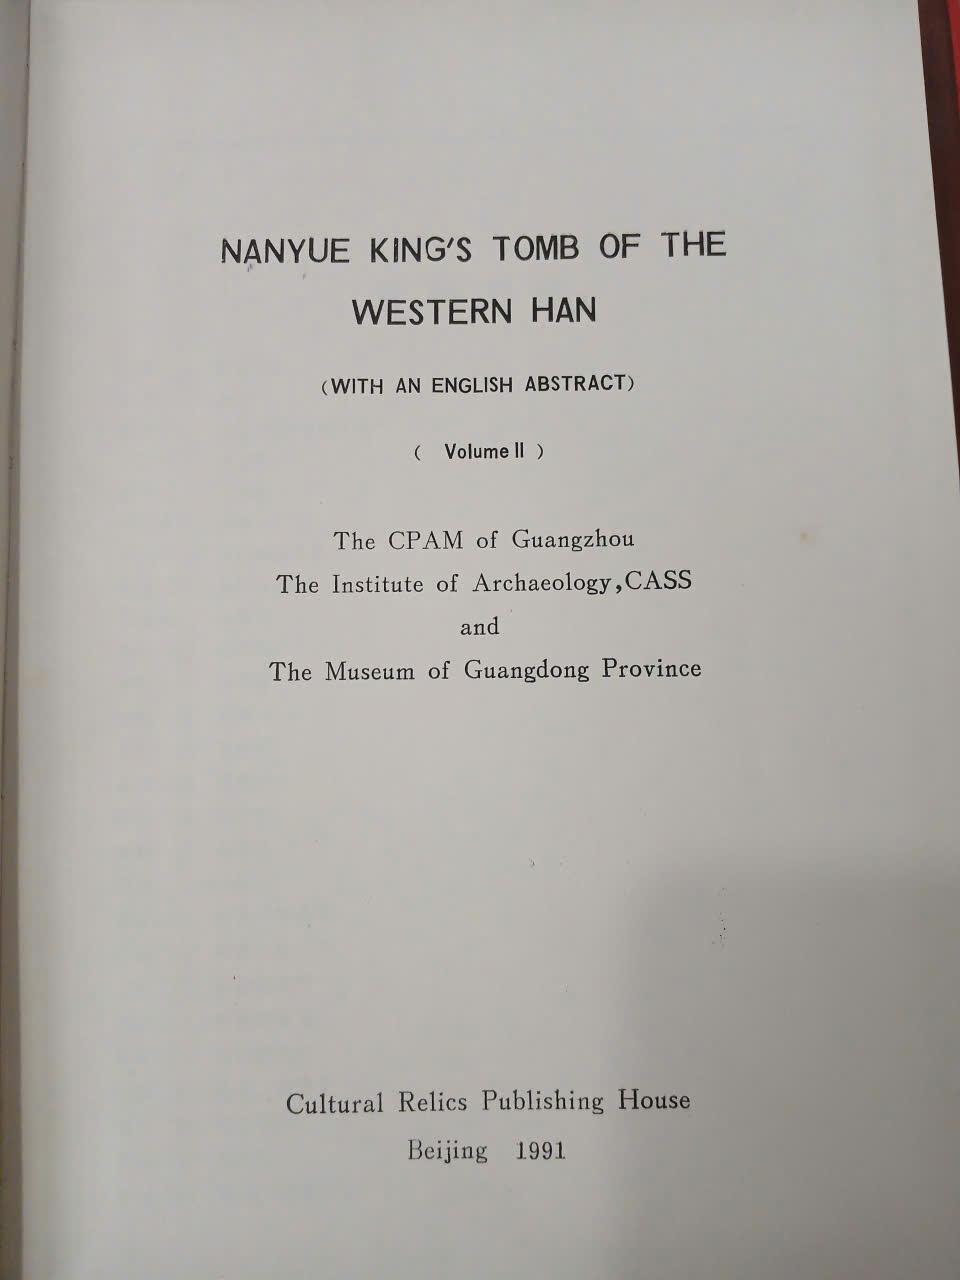 NANYUE KING'S TOMB OF THE
WESTERN HAN
(WITH AN ENGLISH ABSTRACT)
( Volume II )
The CPAM of Guangzhou
The Institute of Archaeology,CASS
and
The Museum of Guangdong Province
Cultural Relics Publishing House
Beijing 1991